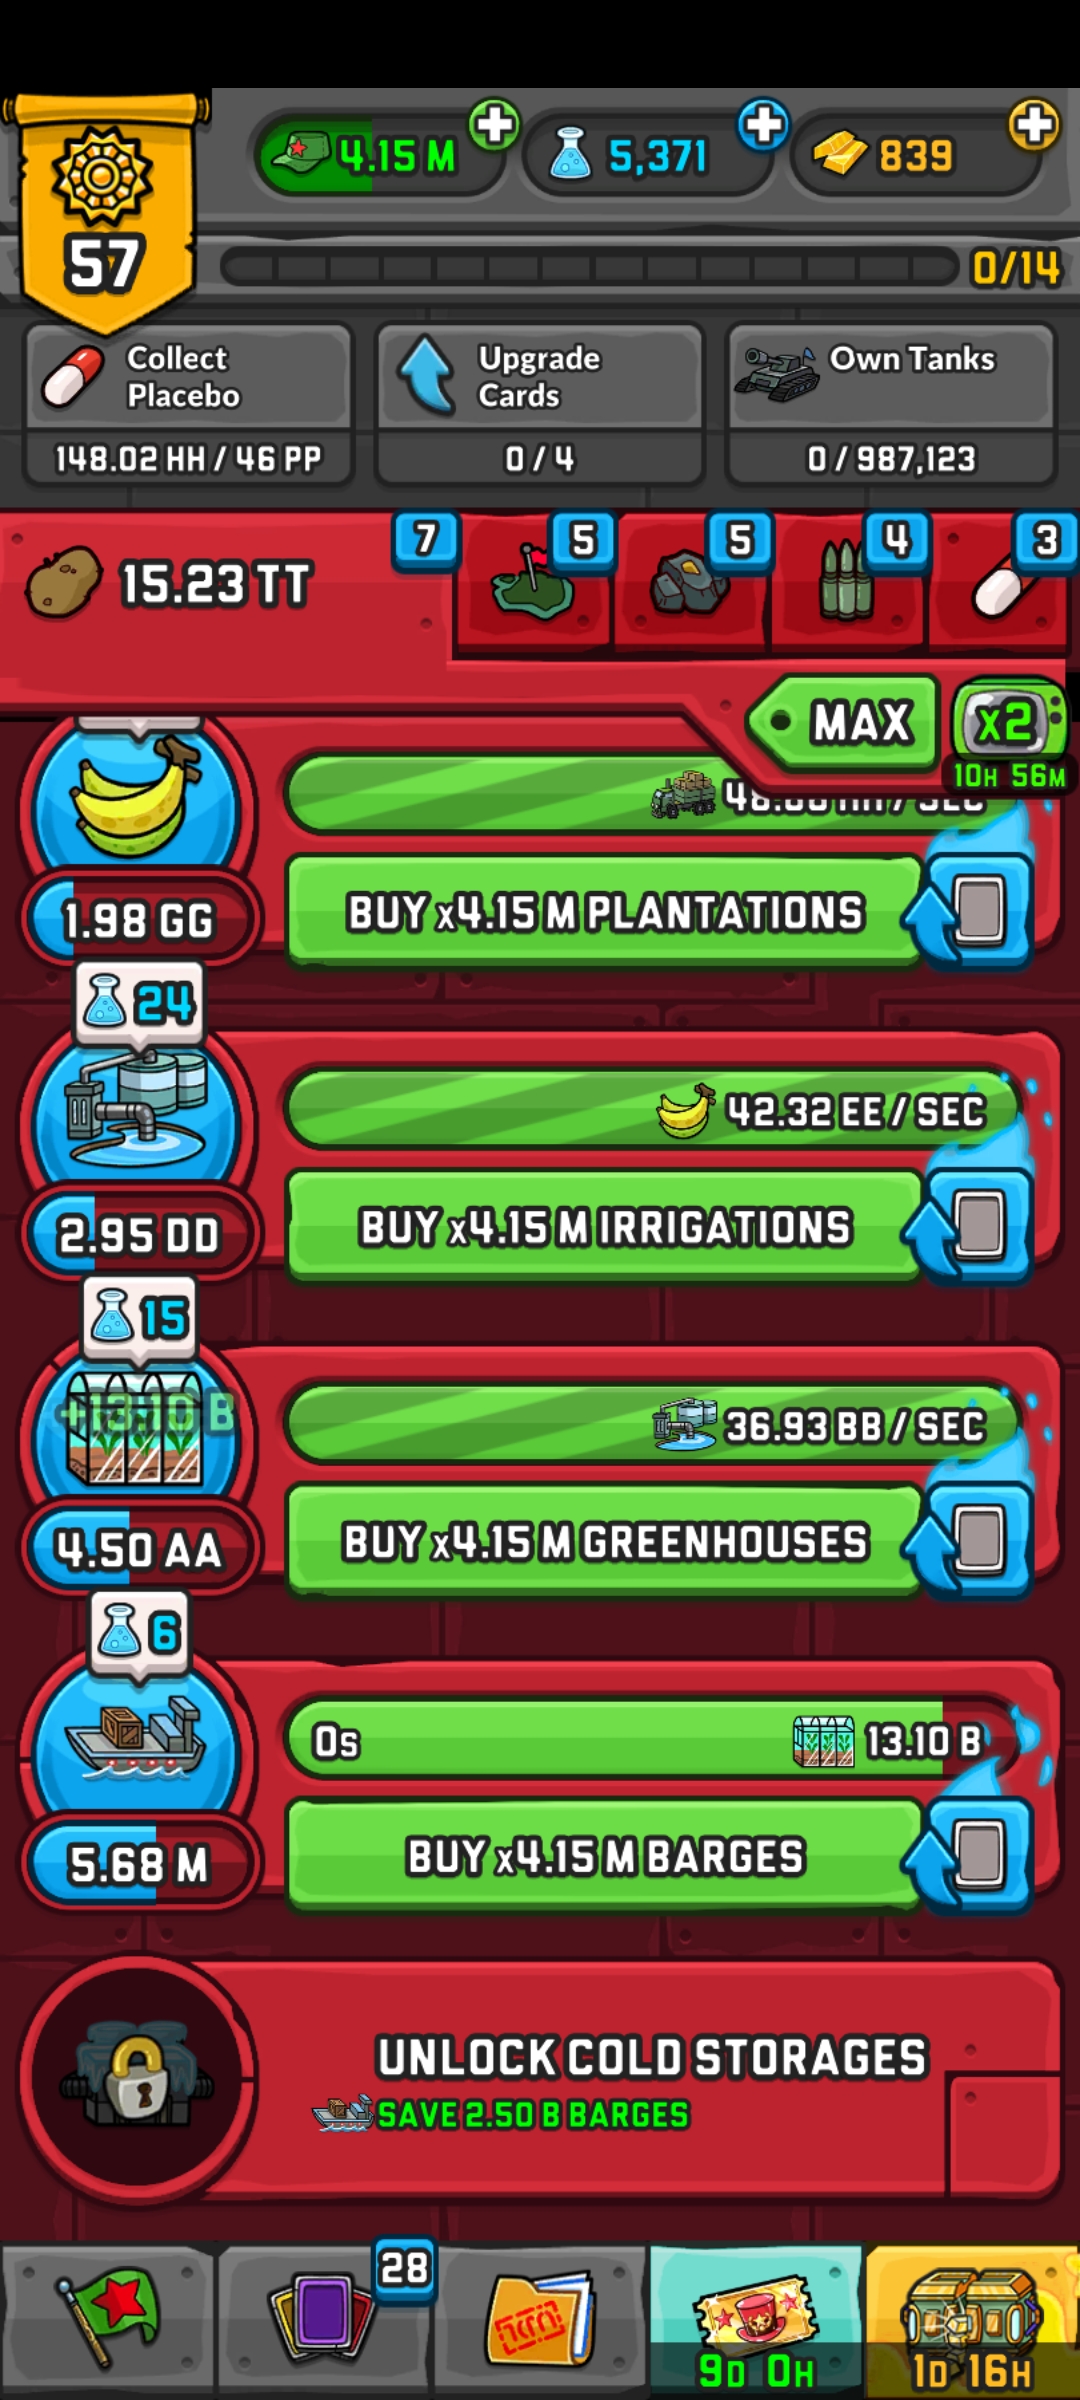 4.15 M
5,371
839
57
0/14
Collect
Placebo
148.02 HH / 46 PP
Upgrade
Cards
0 / 4
Own Tanks
0 / 987,123
15.23 TT
7
5
5
4
3
MAX
x2
10H 56M
1.98 GG
BUY x4.15 M PLANTATIONS
24
42.32 EE / SEC
2.95 DD
BUY x4.15 M IRRIGATIONS
15
+13.10 B
36.93 BB / SEC
4.50 AA
BUY x4.15 M GREENHOUSES
6
0s
13.10 B
5.68 M
BUY x4.15 M BARGES
UNLOCK COLD STORAGES
SAVE 2.50 B BARGES
28
9D 0H
1D 16H